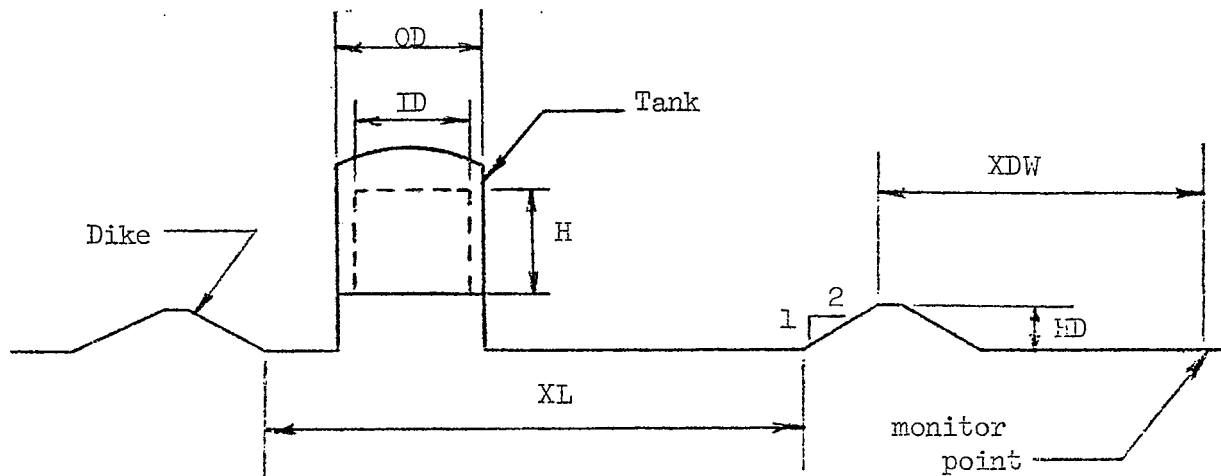 OD
ID
Tank
XDW
H
Dike
1
2
HD
XL
monitor
point